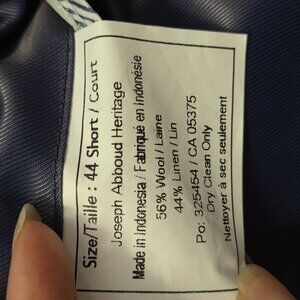 Size/Taille : 44 Short / Court
Joseph Abboud Heritage
Made in Indonesia / Fabriqué en Indonésie
56% Wool / Laine
44% Linen / Lin
Po: 325454 / CA 05375
Dry Clean Only
Nettoyer à sec seulement